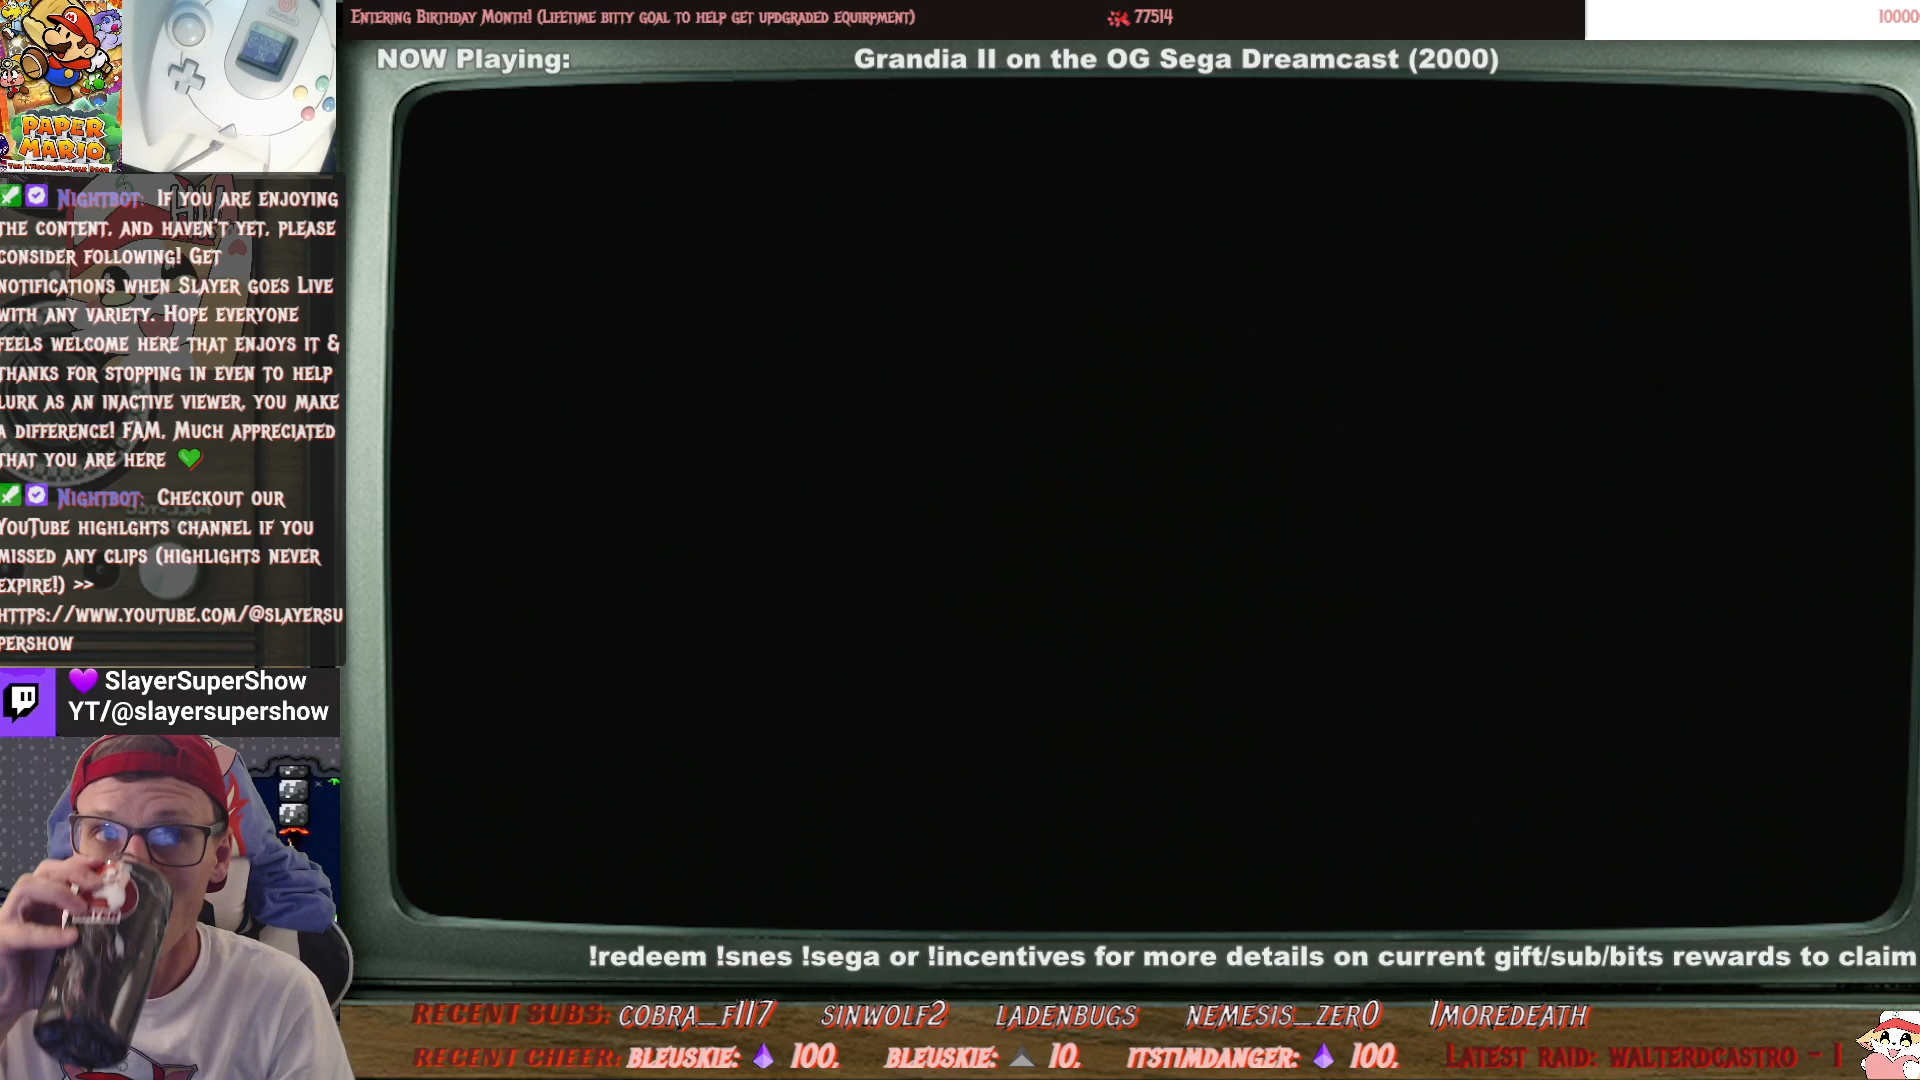 Entering Birthday Month! (Lifetime bitty goal to help get updgraded equirpment)
77514
10000
NOW Playing:
Grandia II on the OG Sega Dreamcast (2000)
PAPER
MARIO
Nightbot: If you are enjoying
the content, and haven't yet, please
consider following! Get
notifications when Slayer goes Live
with any variety. Hope everyone
feels welcome here that enjoys it &
thanks for stopping in even to help
lurk as an inactive viewer, you make
a difference! FAM, Much appreciated
that you are here 💚
Nightbot: Checkout our
YouTube highlghts channel if you
missed any clips (highlights never
expire!) >>
https://www.youtube.com/@slayersu
pershow
💜 SlayerSuperShow
YT/@slayersupershow
!redeem !snes !sega or !incentives for more details on current gift/sub/bits rewards to claim
RECENT SUBS: COBRA_F117 SINWOLF2 LADENBUGS NEMESIS_ZER0 1MOREDEATH
RECENT CHEER: BLEUSKIE: 100, BLEUSKIE: 10, ITSTIMDANGER: 100, Latest raid: walterdcastro - 1